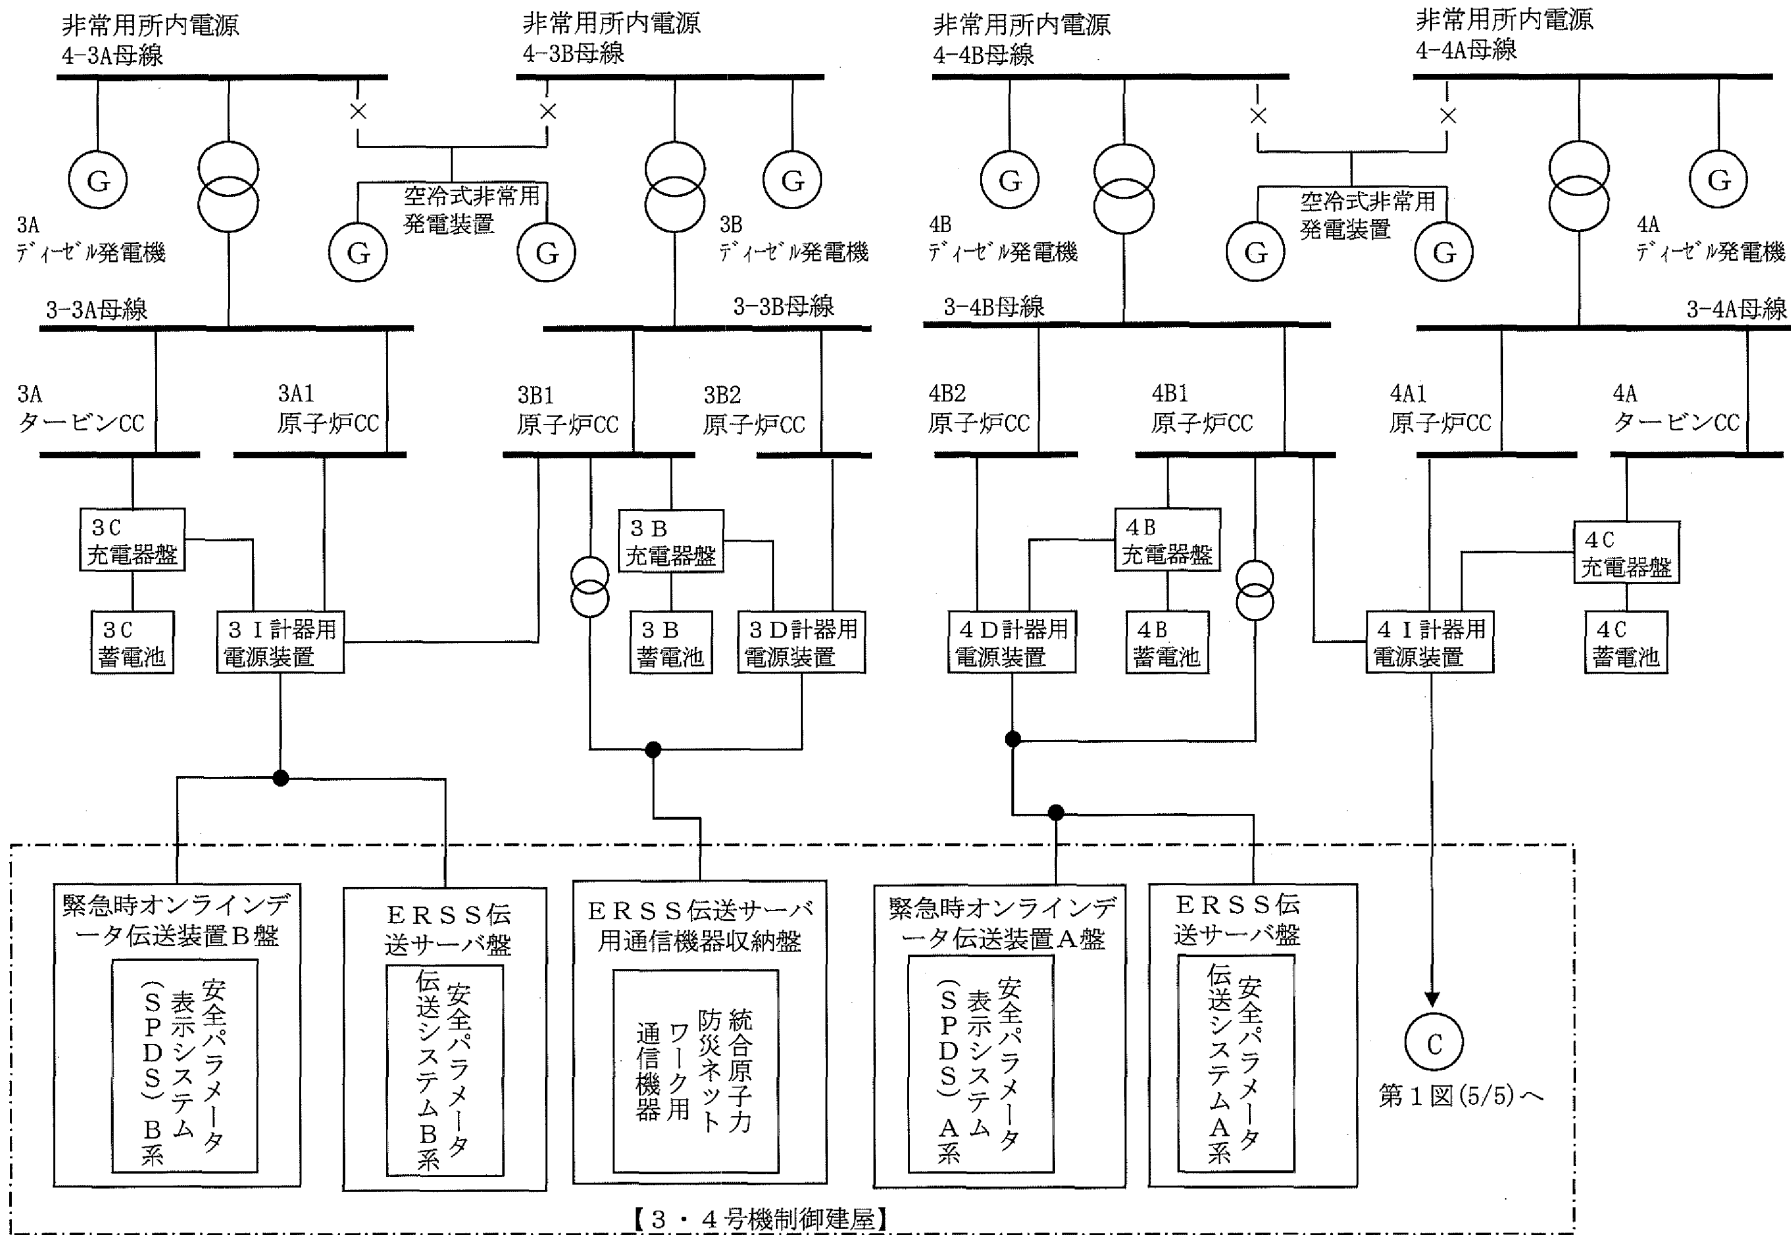 非常用所内電源
4-3A母線
非常用所内電源
4-3B母線
非常用所内電源
4-4B母線
非常用所内電源
4-4A母線
×
×
×
×
G
G
G
G
空冷式非常用
発電装置
空冷式非常用
発電装置
3A
ディーゼル発電機
G
G
3B
ディーゼル発電機
4B
ディーゼル発電機
G
G
4A
ディーゼル発電機
3-3A母線
3-3B母線
3-4B母線
3-4A母線
3A
タービンCC
3A1
原子炉CC
3B1
原子炉CC
3B2
原子炉CC
4B2
原子炉CC
4B1
原子炉CC
4A1
原子炉CC
4A
タービンCC
3C
充電器盤
3B
充電器盤
4B
充電器盤
4C
充電器盤
3C
蓄電池
3I計器用
電源装置
3B
蓄電池
3D計器用
電源装置
4D計器用
電源装置
4B
蓄電池
4I計器用
電源装置
4C
蓄電池
緊急時オンラインデ
ータ伝送装置B盤
安全パラメータ
表示システム
(SPDS)B系
ERSS伝
送サーバ盤
安全パラメータ
伝送システムB系
ERSS伝送サーバ
用通信機器収納盤
統合原子力
防災ネット
ワーク用
通信機器
緊急時オンラインデ
ータ伝送装置A盤
安全パラメータ
表示システム
(SPDS)A系
ERSS伝
送サーバ盤
安全パラメータ
伝送システムA系
C
第1図(5/5)へ
【3・4号機制御建屋】